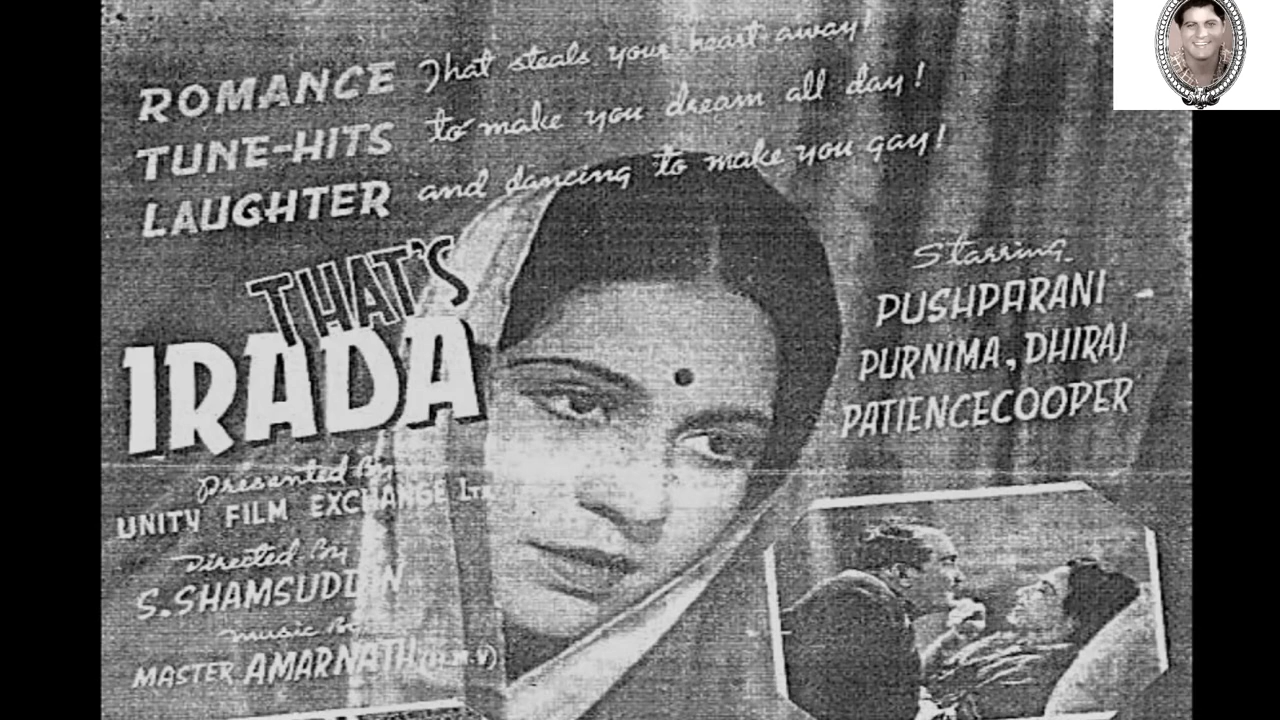 ROMANCE That steals your heart away!
TUNE-HITS to make you dream all day!
LAUGHTER and dancing to make you gay!
THAT'S
IRADA
Presented By
UNITY FILM EXCHANGE LTD
Directed By
S.SHAMSUDDIN
music By
MASTER AMARNATH (H.M.V)
Starring
PUSHPARANI
PURNIMA, DHIRAJ
PATIENCECOOPER